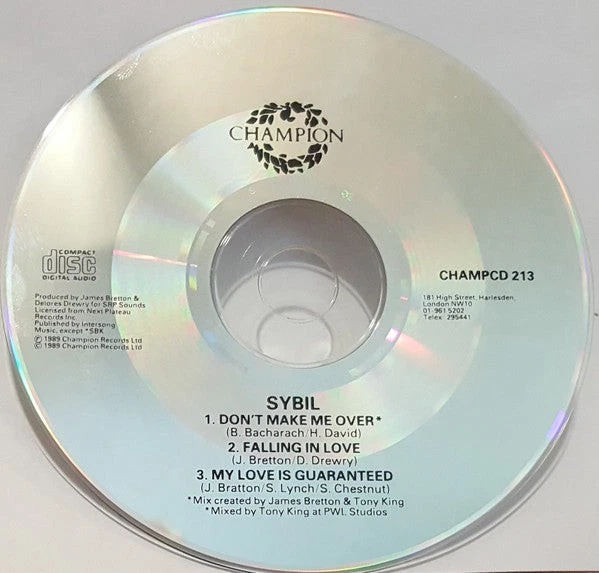 CHAMPION
COMPACT
disc
DIGITAL AUDIO
CHAMPCD 213
Produced by James Bretton &
Delores Drewry for SRP Sounds
Licensed from Next Plateau
Records Inc.
Published by Intersong
Music, except *SBK
℗ 1989 Champion Records Ltd
© 1989 Champion Records Ltd
181 High Street, Harlesden,
London NW10
01-961 5202
Telex: 295441
SYBIL
1. DON'T MAKE ME OVER*
(B. Bacharach/H. David)
2. FALLING IN LOVE
(J. Bretton/D. Drewry)
3. MY LOVE IS GUARANTEED
(J. Bratton/S. Lynch/S. Chestnut)
*Mix created by James Bretton & Tony King
*Mixed by Tony King at PWL Studios